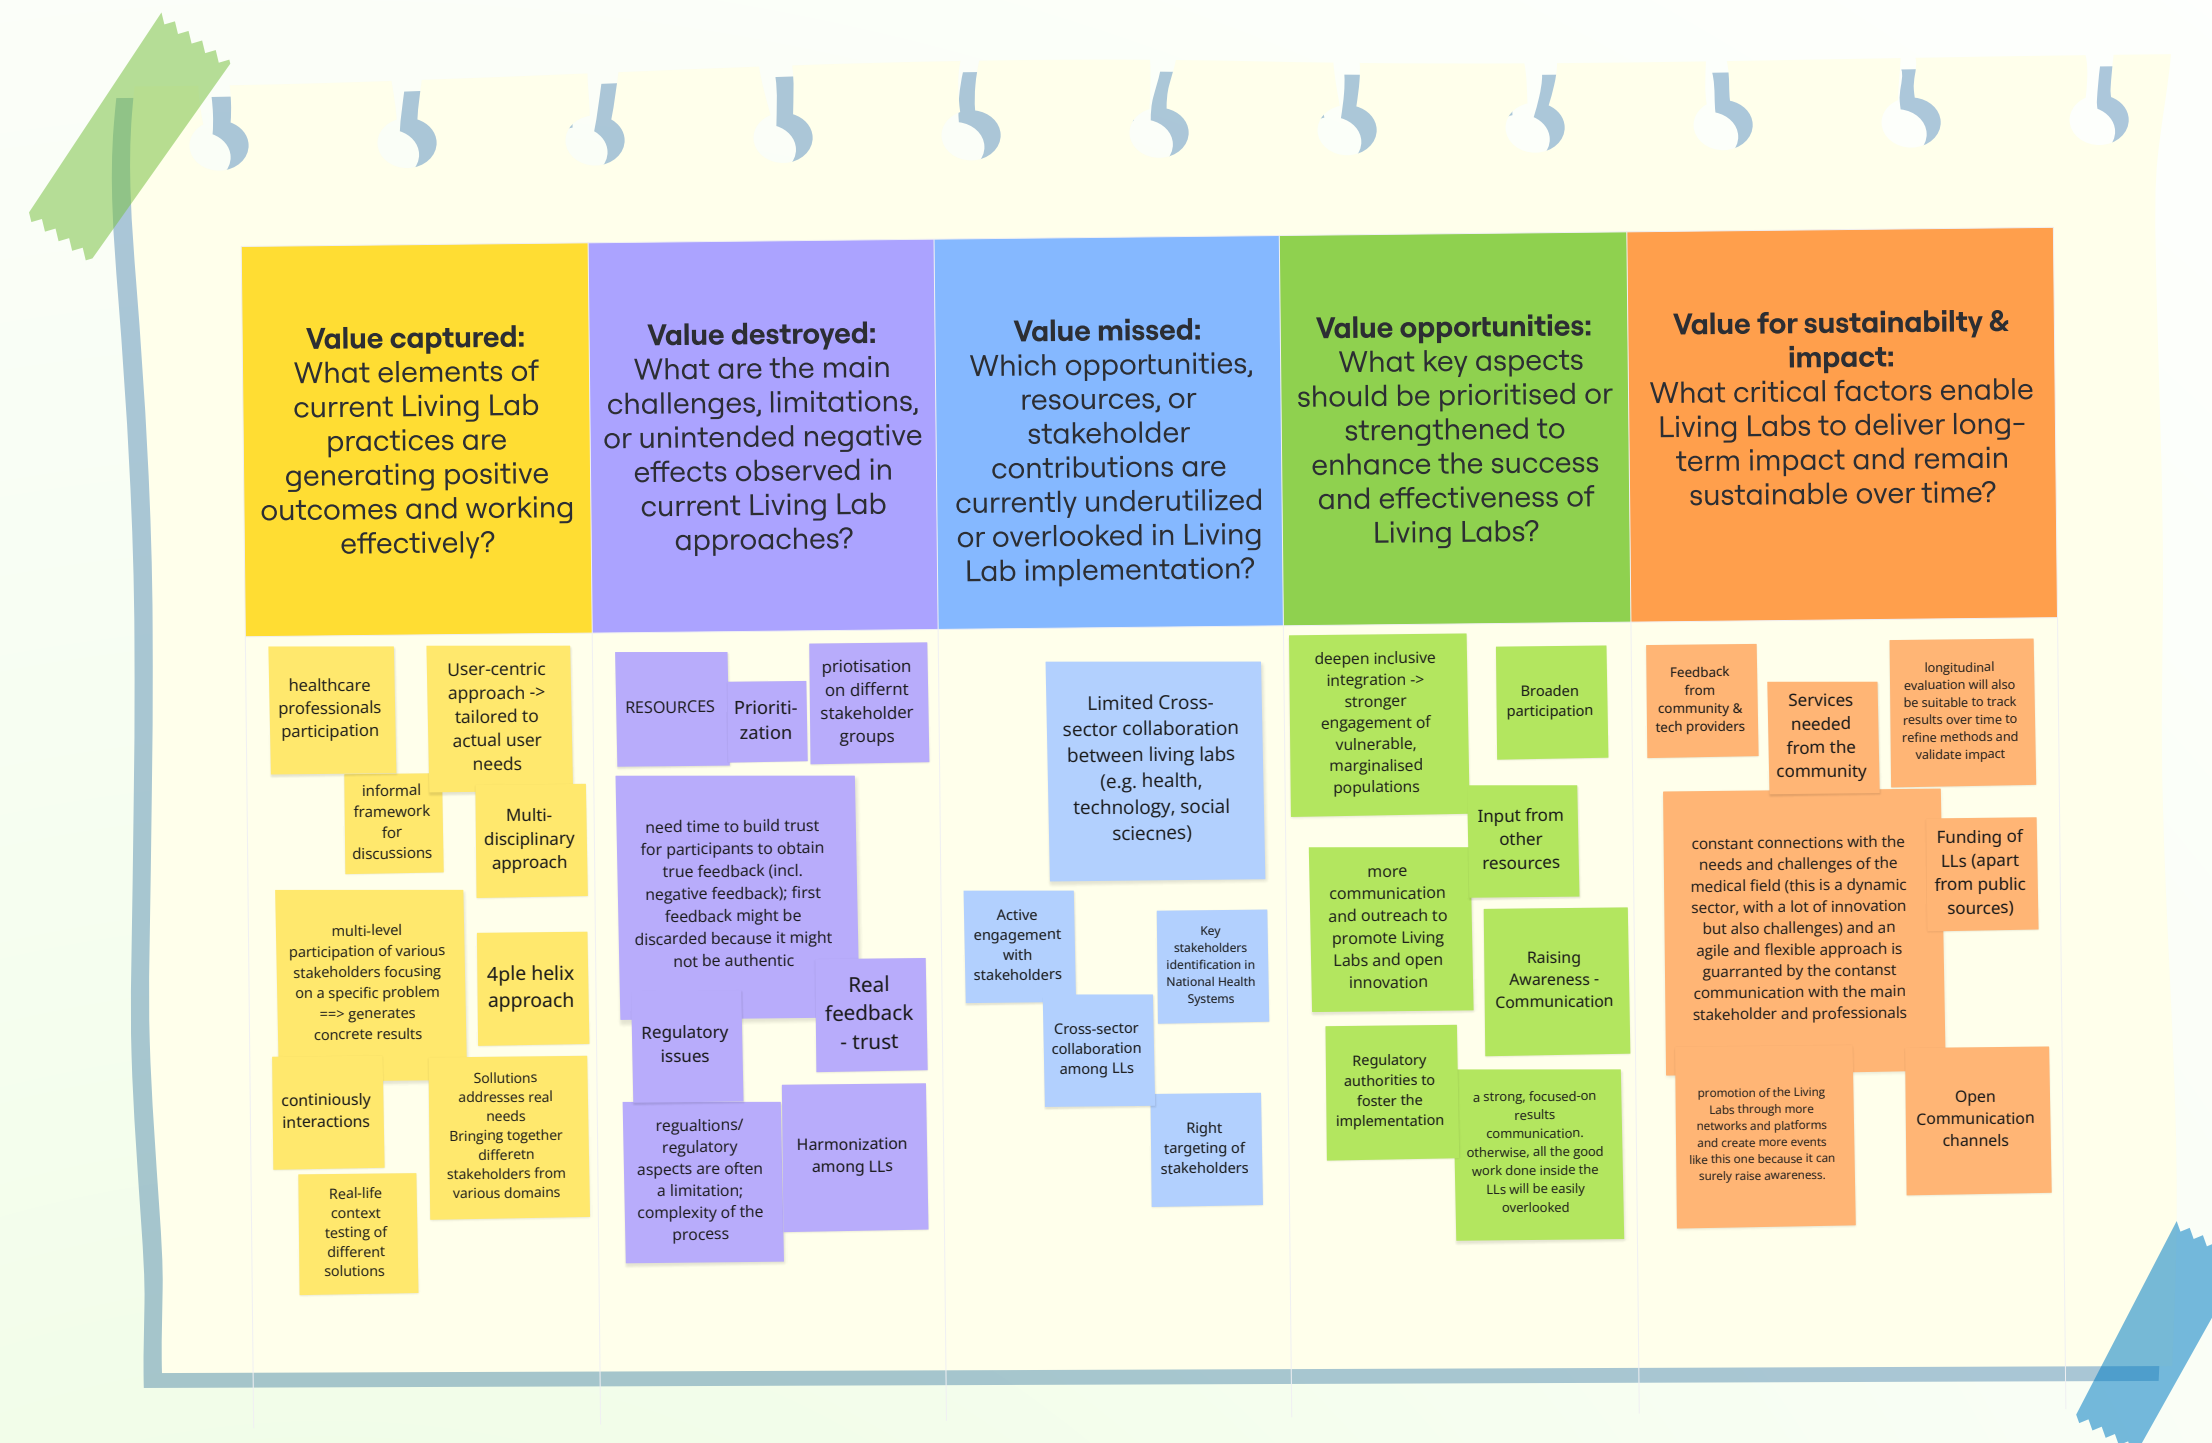 Value captured:
What elements of
current Living Lab
practices are
generating positive
outcomes and working
effectively?
Value destroyed:
What are the main
challenges, limitations,
or unintended negative
effects observed in
current Living Lab
approaches?
Value missed:
Which opportunities,
resources, or
stakeholder
contributions are
currently underutilized
or overlooked in Living
Lab implementation?
Value opportunities:
What key aspects
should be prioritised or
strengthened to
enhance the success
and effectiveness of
Living Labs?
Value for sustainabilty &
impact:
What critical factors enable
Living Labs to deliver long-
term impact and remain
sustainable over time?
healthcare
professionals
participation
User-centric
approach ->
tailored to
actual user
needs
informal
framework
for
discussions
Multi-
disciplinary
approach
multi-level
participation of various
stakeholders focusing
on a specific problem
==> generates
concrete results
4ple helix
approach
continiously
interactions
Sollutions
addresses real
needs
Bringing together
differetn
stakeholders from
various domains
Real-life
context
testing of
different
solutions
RESOURCES
Prioriti-
zation
priotisation
on differnt
stakeholder
groups
need time to build trust
for participants to obtain
true feedback (incl.
negative feedback); first
feedback might be
discarded because it might
not be authentic
Real
feedback
- trust
Regulatory
issues
regualtions/
regulatory
aspects are often
a limitation;
complexity of the
process
Harmonization
among LLs
Limited Cross-
sector collaboration
between living labs
(e.g. health,
technology, social
sciecnes)
Active
engagement
with
stakeholders
Key
stakeholders
identification in
National Health
Systems
Cross-sector
collaboration
among LLs
Right
targeting of
stakeholders
deepen inclusive
integration ->
stronger
engagement of
vulnerable,
marginalised
populations
Broaden
participation
Input from
other
resources
more
communication
and outreach to
promote Living
Labs and open
innovation
Raising
Awareness -
Communication
Regulatory
authorities to
foster the
implementation
a strong, focused-on
results
communication.
otherwise, all the good
work done inside the
LLs will be easily
overlooked
Feedback
from
community &
tech providers
Services
needed
from the
community
longitudinal
evaluation will also
be suitable to track
results over time to
refine methods and
validate impact
constant connections with the
needs and challenges of the
medical field (this is a dynamic
sector, with a lot of innovation
but also challenges) and an
agile and flexible approach is
guarranted by the contanst
communication with the main
stakeholder and professionals
Funding of
LLs (apart
from public
sources)
promotion of the Living
Labs through more
networks and platforms
and create more events
like this one because it can
surely raise awareness.
Open
Communication
channels